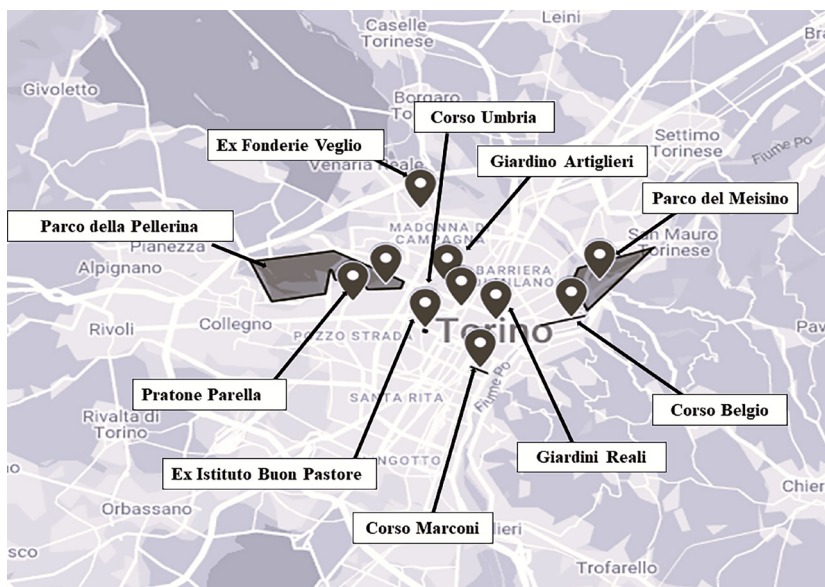 Leini
Caselle
Torinese
Bra
Givoletto
Borgaro
To
Corso Umbria
Settimo
Torinese
Fiume Po
Ex Fonderie Veglio
Venaria Reale
Giardino Artiglieri
Parco del Meisino
Parco della Pellerina
MADONNA D
CAMPAGNA
San Mauro
Torinese
Pianezza
Alpignano
BARRIERA
DI MILANO
Rivoli
Collegno
POZZO STRADA
Torino
Pav
Pratone Parella
SANTA RITA
Fiume Po
Corso Belgio
Rivalta di
Torino
Ex Istituto Buon Pastore
NGOTTO
Giardini Reali
Chier
Orbassano
Corso Marconi
lieri
sco
Trofarello